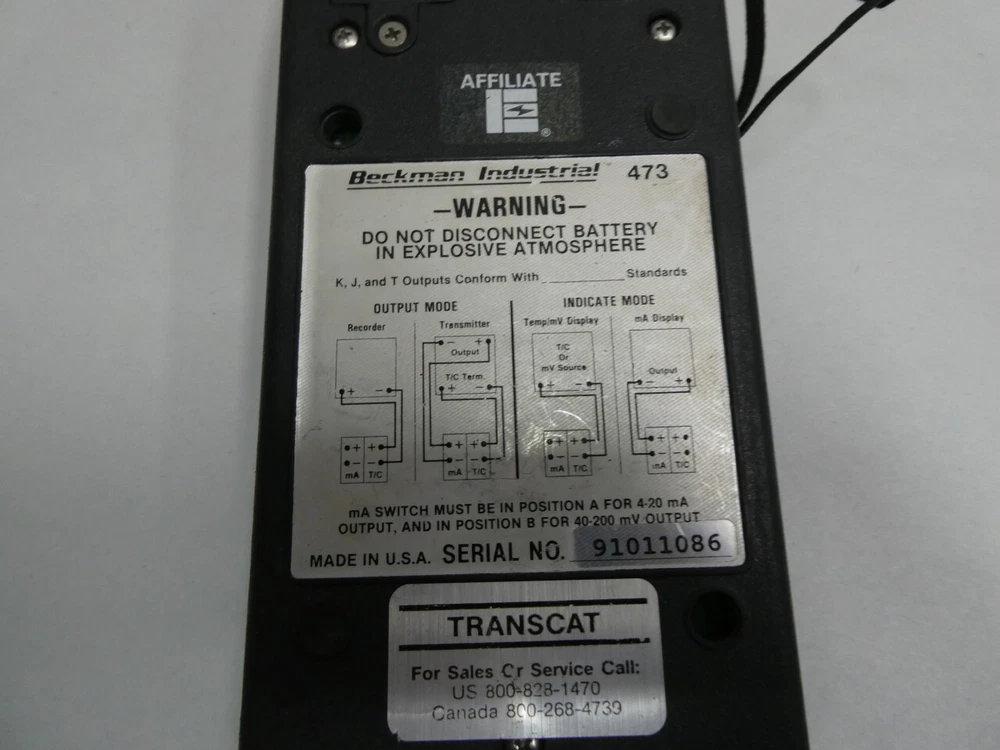 AFFILIATE
®
Beckman Industrial™ 473
–WARNING–
DO NOT DISCONNECT BATTERY
IN EXPLOSIVE ATMOSPHERE
K, J, and T Outputs Conform With __________ Standards
OUTPUT MODE INDICATE MODE
Recorder Transmitter Temp/mV Display mA Display
– + Output
T/C Term.
T/C
Or
mV Source
Output
+ – + – + – – +
+ + + + + + + +
– – – – – – – –
mA T/C mA T/C mA T/C mA T/C
mA SWITCH MUST BE IN POSITION A FOR 4-20 mA
OUTPUT, AND IN POSITION B FOR 40-200 mV OUTPUT
MADE IN U.S.A. SERIAL NO. 91011086
TRANSCAT
For Sales Or Service Call:
US 800-828-1470
Canada 800-268-4739